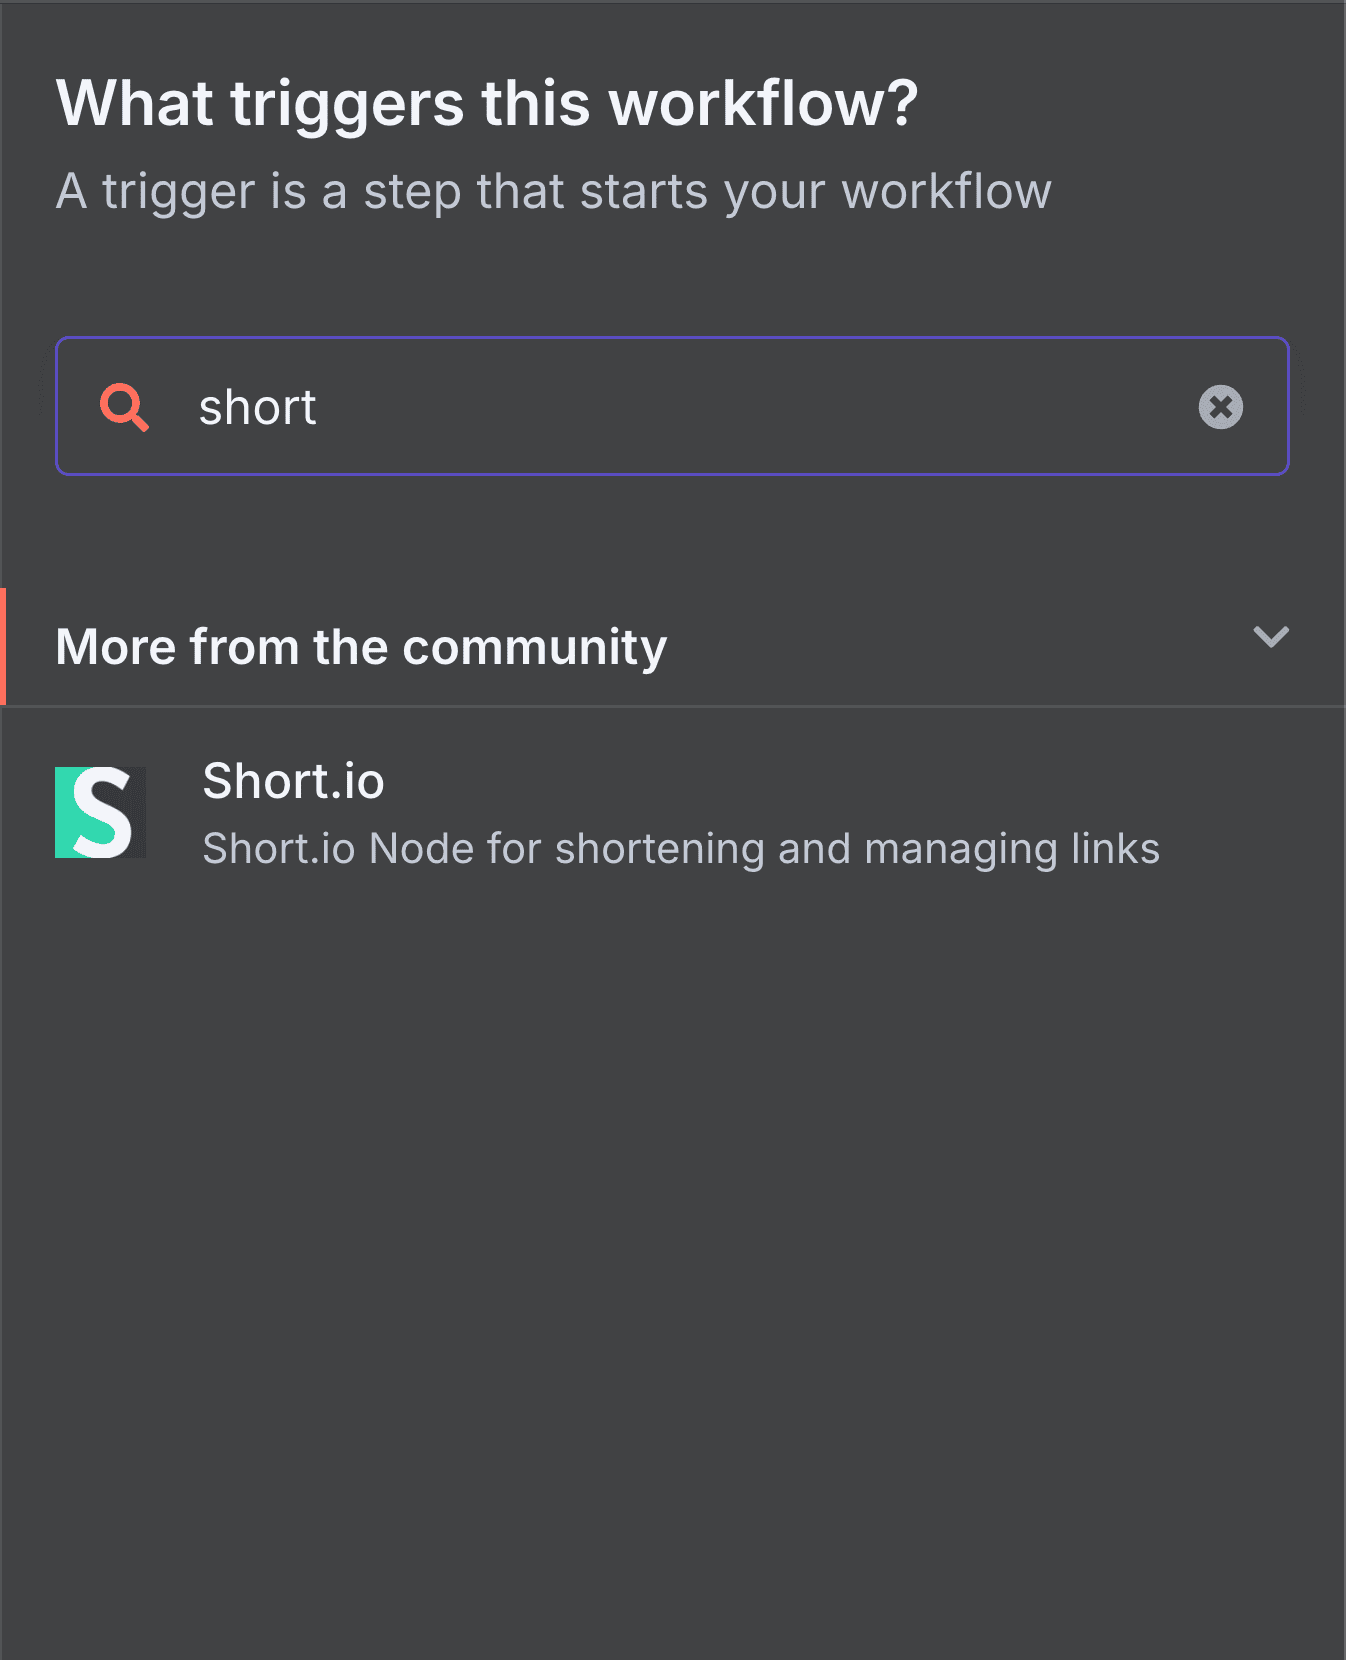 What triggers this workflow?
A trigger is a step that starts your workflow
short
More from the community
S
Short.io
Short.io Node for shortening and managing links